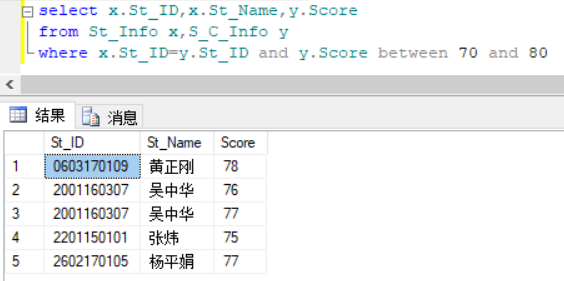 select x.St_ID,x.St_Name,y.Score
from St_Info x,S_C_Info y
where x.St_ID=y.St_ID and y.Score between 70 and 80
结果 消息
St_ID St_Name Score
1 0603170109 黄正刚 78
2 2001160307 吴中华 76
3 2001160307 吴中华 77
4 2201150101 张炜 75
5 2602170105 杨平娟 77